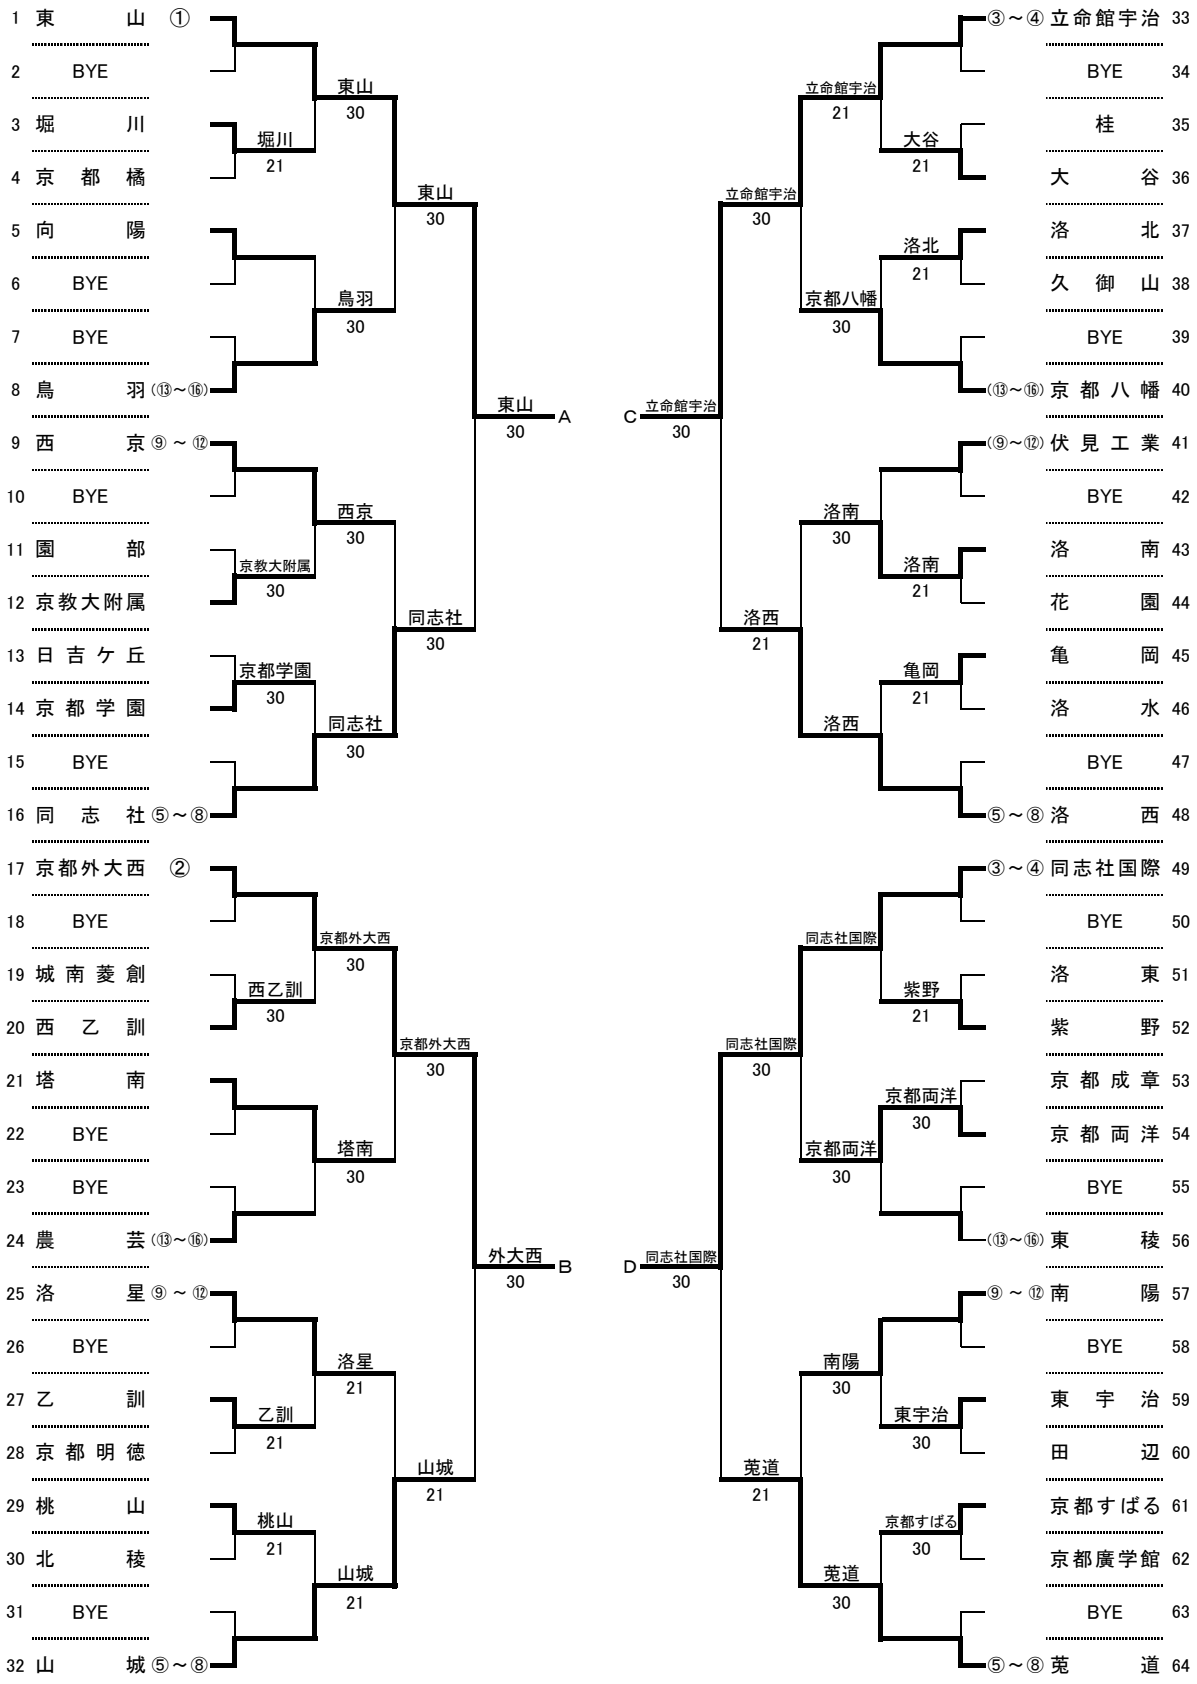 1 東山 ①
2 BYE
3 堀川
4 京都橘
5 向陽
6 BYE
7 BYE
8 鳥羽 (⑬～⑯)
9 西京 ⑨～⑫
10 BYE
11 園部
12 京教大附属
13 日吉ケ丘
14 京都学園
15 BYE
16 同志社 ⑤～⑧
17 京都外大西 ②
18 BYE
19 城南菱創
20 西乙訓
21 塔南
22 BYE
23 BYE
24 農芸 (⑬～⑯)
25 洛星 ⑨～⑫
26 BYE
27 乙訓
28 京都明徳
29 桃山
30 北稜
31 BYE
32 山城 ⑤～⑧
堀川
21
京教大附属
30
京都学園
30
西乙訓
30
乙訓
21
桃山
21
東山
30
鳥羽
30
西京
30
同志社
30
京都外大西
30
塔南
30
洛星
21
山城
21
東山
30
同志社
30
京都外大西
30
山城
21
東山 A
30
外大西 B
30
C 立命館宇治
30
D 同志社国際
30
立命館宇治
30
洛西
21
同志社国際
30
莵道
21
立命館宇治
21
京都八幡
30
洛南
30
洛西
同志社国際
京都両洋
30
南陽
30
莵道
30
大谷
21
洛北
21
洛南
21
亀岡
21
紫野
21
京都両洋
30
東宇治
30
京都すばる
30
③～④ 立命館宇治 33
BYE 34
桂 35
大谷 36
洛北 37
久御山 38
BYE 39
(⑬～⑯) 京都八幡 40
(⑨～⑫) 伏見工業 41
BYE 42
洛南 43
花園 44
亀岡 45
洛水 46
BYE 47
⑤～⑧ 洛西 48
③～④ 同志社国際 49
BYE 50
洛東 51
紫野 52
京都成章 53
京都両洋 54
BYE 55
(⑬～⑯) 東稜 56
⑨～⑫ 南陽 57
BYE 58
東宇治 59
田辺 60
京都すばる 61
京都廣学館 62
BYE 63
⑤～⑧ 莵道 64